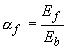 α_f = E_f / E_b